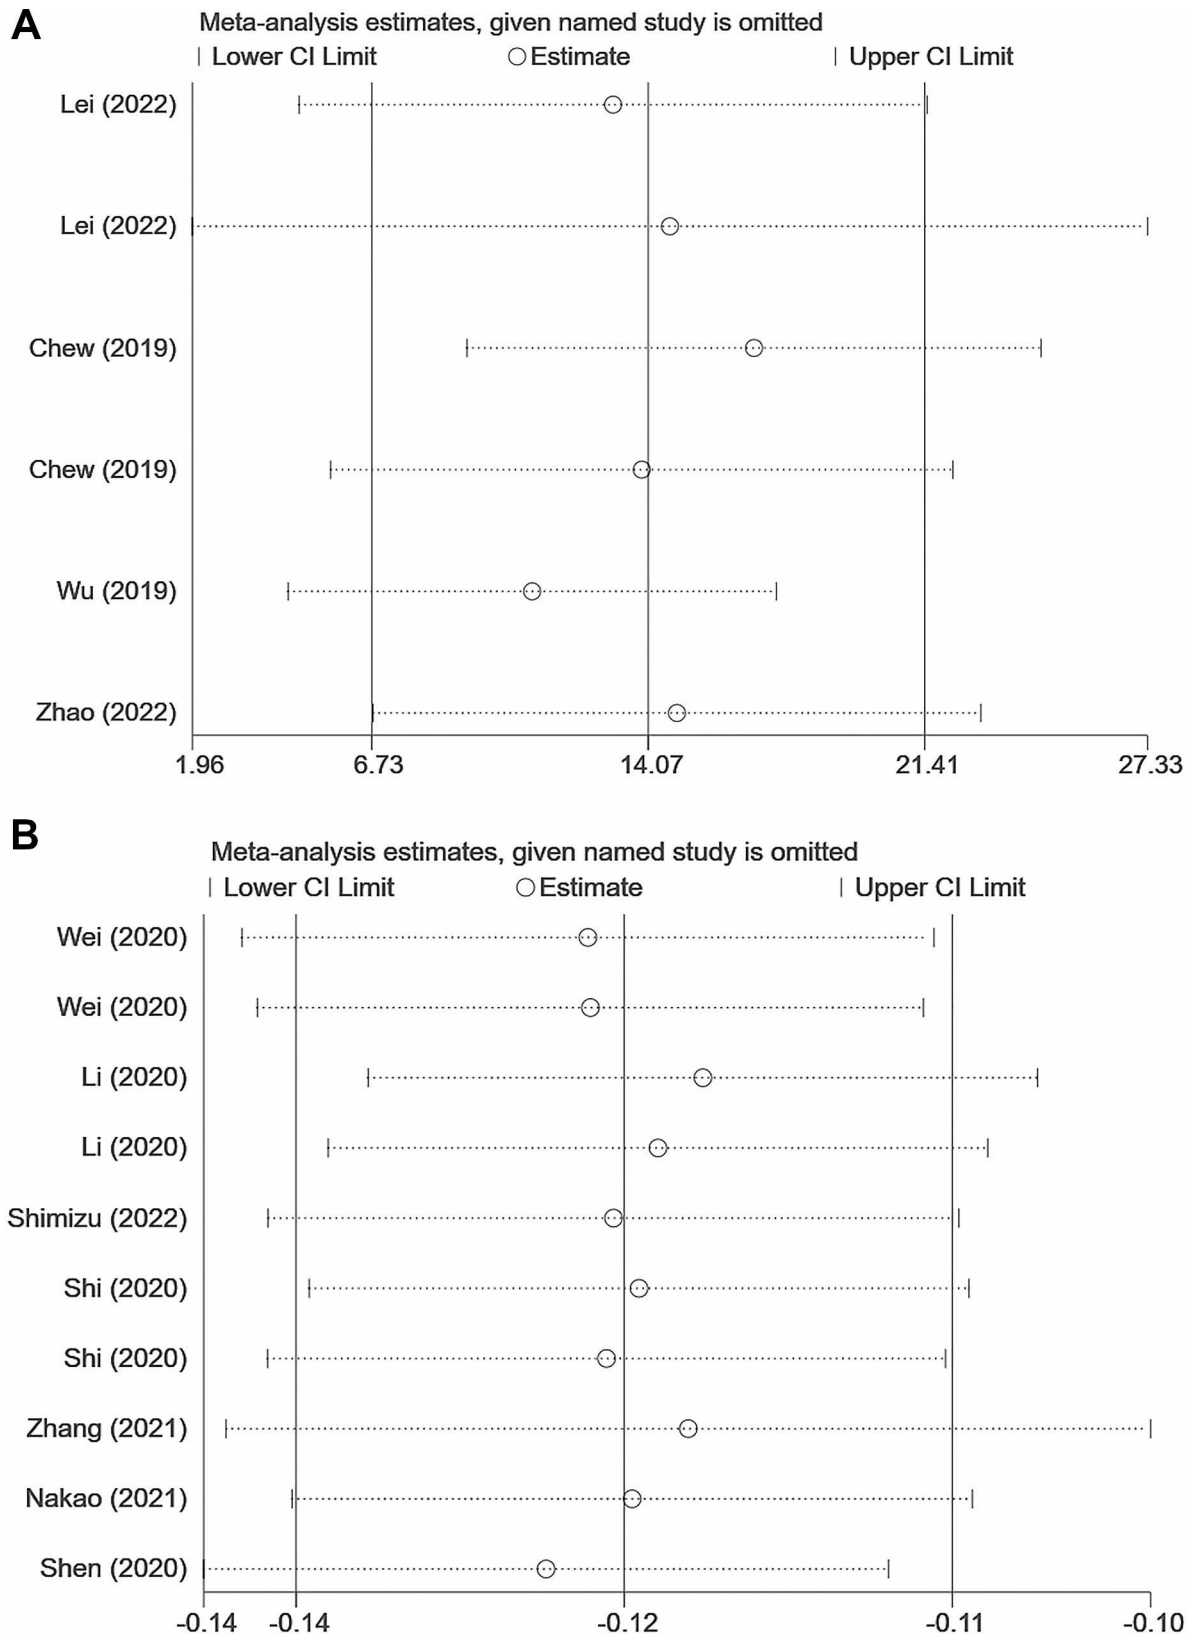 A
Meta-analysis estimates, given named study is omitted
| Lower CI Limit ○ Estimate | Upper CI Limit
Lei (2022)
Lei (2022)
Chew (2019)
Chew (2019)
Wu (2019)
Zhao (2022)
1.96 6.73 14.07 21.41 27.33
B
Meta-analysis estimates, given named study is omitted
| Lower CI Limit ○ Estimate | Upper CI Limit
Wei (2020)
Wei (2020)
Li (2020)
Li (2020)
Shimizu (2022)
Shi (2020)
Shi (2020)
Zhang (2021)
Nakao (2021)
Shen (2020)
-0.14 -0.14 -0.12 -0.11 -0.10